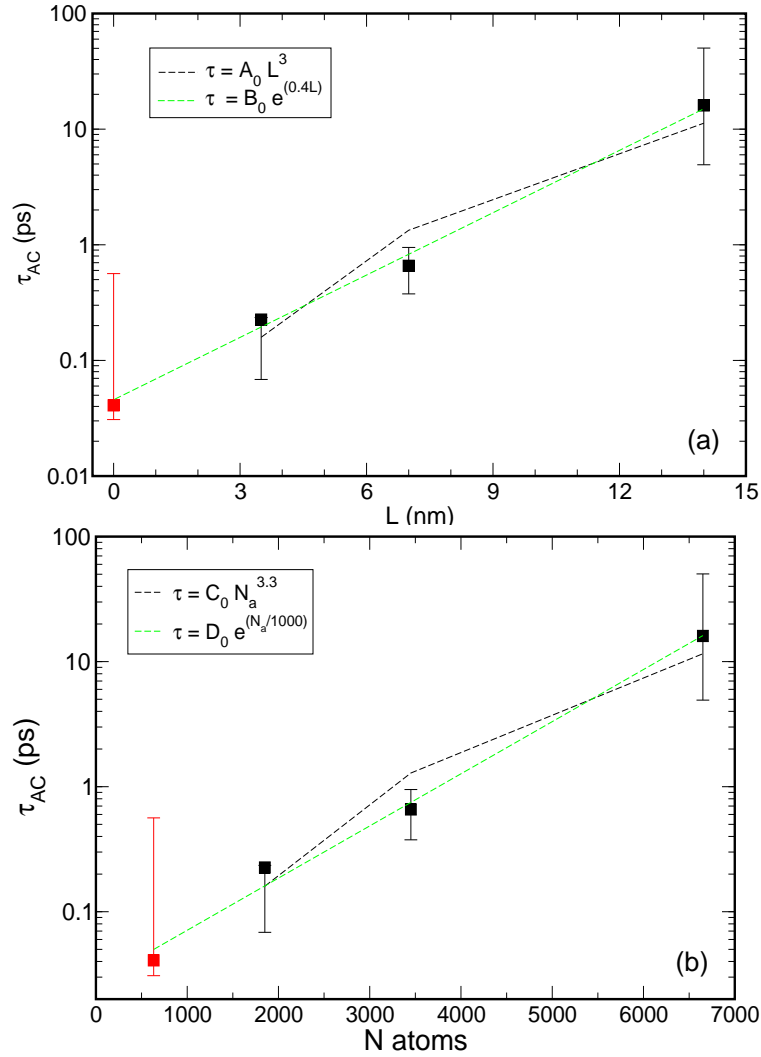 100
10
1
0.1
0.01
τ_AC (ps)
τ = A_0 L^3
τ = B_0 e^(0.4L)
(a)
0 3 6 9 12 15
L (nm)
100
10
1
0.1
τ_AC (ps)
τ = C_0 N_a^3.3
τ = D_0 e^(N_a/1000)
(b)
0 1000 2000 3000 4000 5000 6000 7000
N atoms